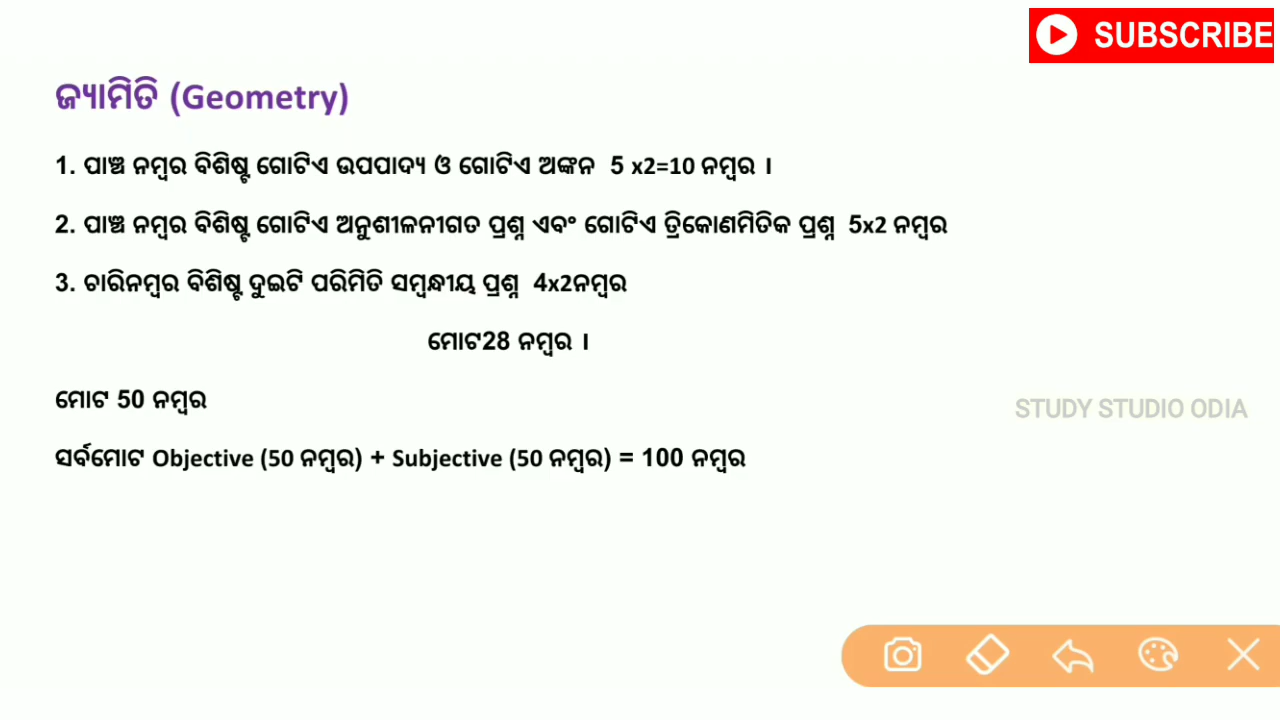 SUBSCRIBE
ଜ୍ୟାମିତି (Geometry)
1. ପାଞ୍ଚ ନମ୍ବର ବିଶିଷ୍ଟ ଗୋଟିଏ ଉପପାଦ୍ୟ ଓ ଗୋଟିଏ ଅଙ୍କନ 5 x2=10 ନମ୍ବର ।
2. ପାଞ୍ଚ ନମ୍ବର ବିଶିଷ୍ଟ ଗୋଟିଏ ଅନୁଶୀଳନୀଗତ ପ୍ରଶ୍ନ ଏବଂ ଗୋଟିଏ ତ୍ରିକୋଣମିତିକ ପ୍ରଶ୍ନ 5x2 ନମ୍ବର
3. ଚାରିନମ୍ବର ବିଶିଷ୍ଟ ଦୁଇଟି ପରିମିତି ସମ୍ବନ୍ଧୀୟ ପ୍ରଶ୍ନ 4x2ନମ୍ବର
ମୋଟ28 ନମ୍ବର ।
ମୋଟ 50 ନମ୍ବର
STUDY STUDIO ODIA
ସର୍ବମୋଟ Objective (50 ନମ୍ବର) + Subjective (50 ନମ୍ବର) = 100 ନମ୍ବର